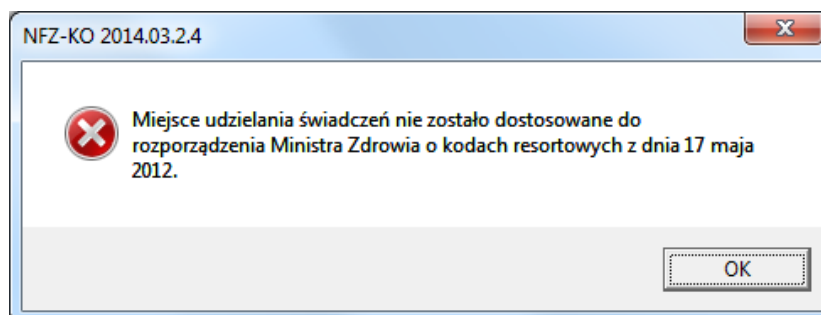 NFZ-KO 2014.03.2.4
Miejsce udzielania świadczeń nie zostało dostosowane do
rozporządzenia Ministra Zdrowia o kodach resortowych z dnia 17 maja
2012.
OK